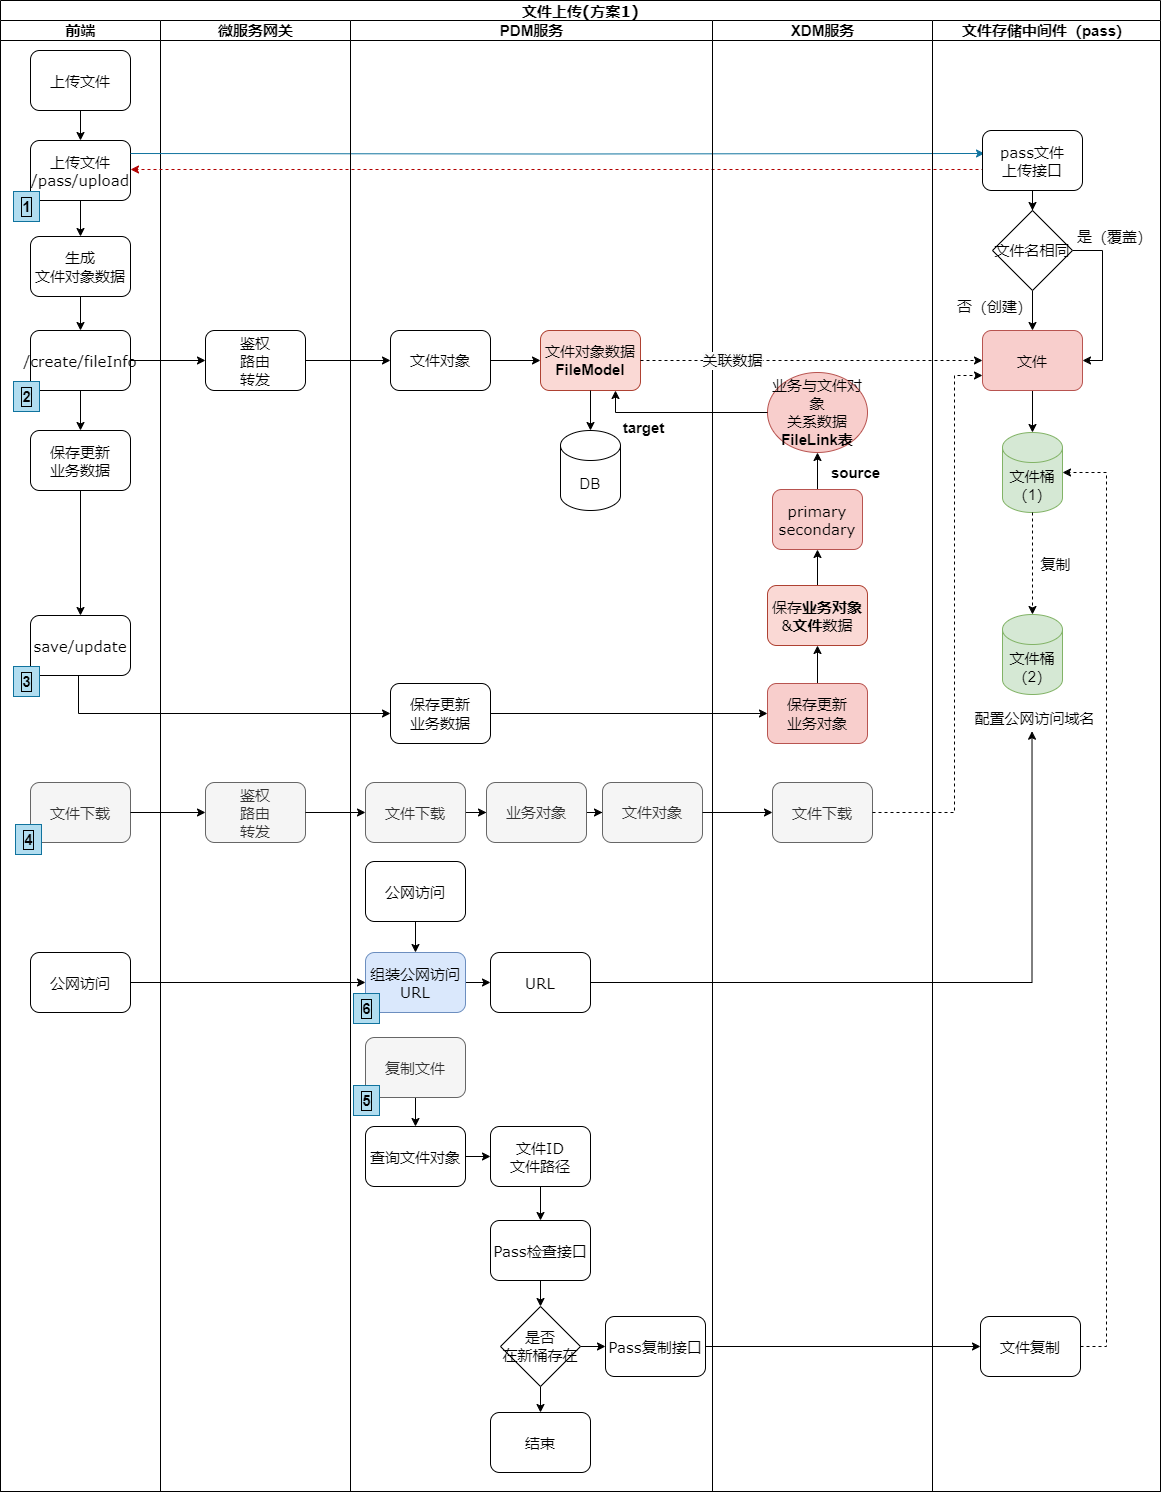 文件上传(方案1)
前端
微服务网关
PDM服务
XDM服务
文件存储中间件（pass）
上传文件
上传文件
/pass/upload
1
pass文件
上传接口
生成
文件对象数据
文件名相同
是（覆盖）
否（创建）
/create/fileInfo
2
鉴权
路由
转发
文件对象
文件对象数据
FileModel
关联数据
文件
业务与文件对
象
关系数据
FileLink表
target
source
DB
保存更新
业务数据
文件桶
(1)
primary
secondary
复制
保存业务对象
&文件数据
save/update
3
文件桶
(2)
保存更新
业务数据
保存更新
业务对象
配置公网访问域名
文件下载
4
鉴权
路由
转发
文件下载
业务对象
文件对象
文件下载
公网访问
公网访问
组装公网访问
URL
6
URL
复制文件
5
查询文件对象
文件ID
文件路径
Pass检查接口
是否
在新桶存在
Pass复制接口
文件复制
结束